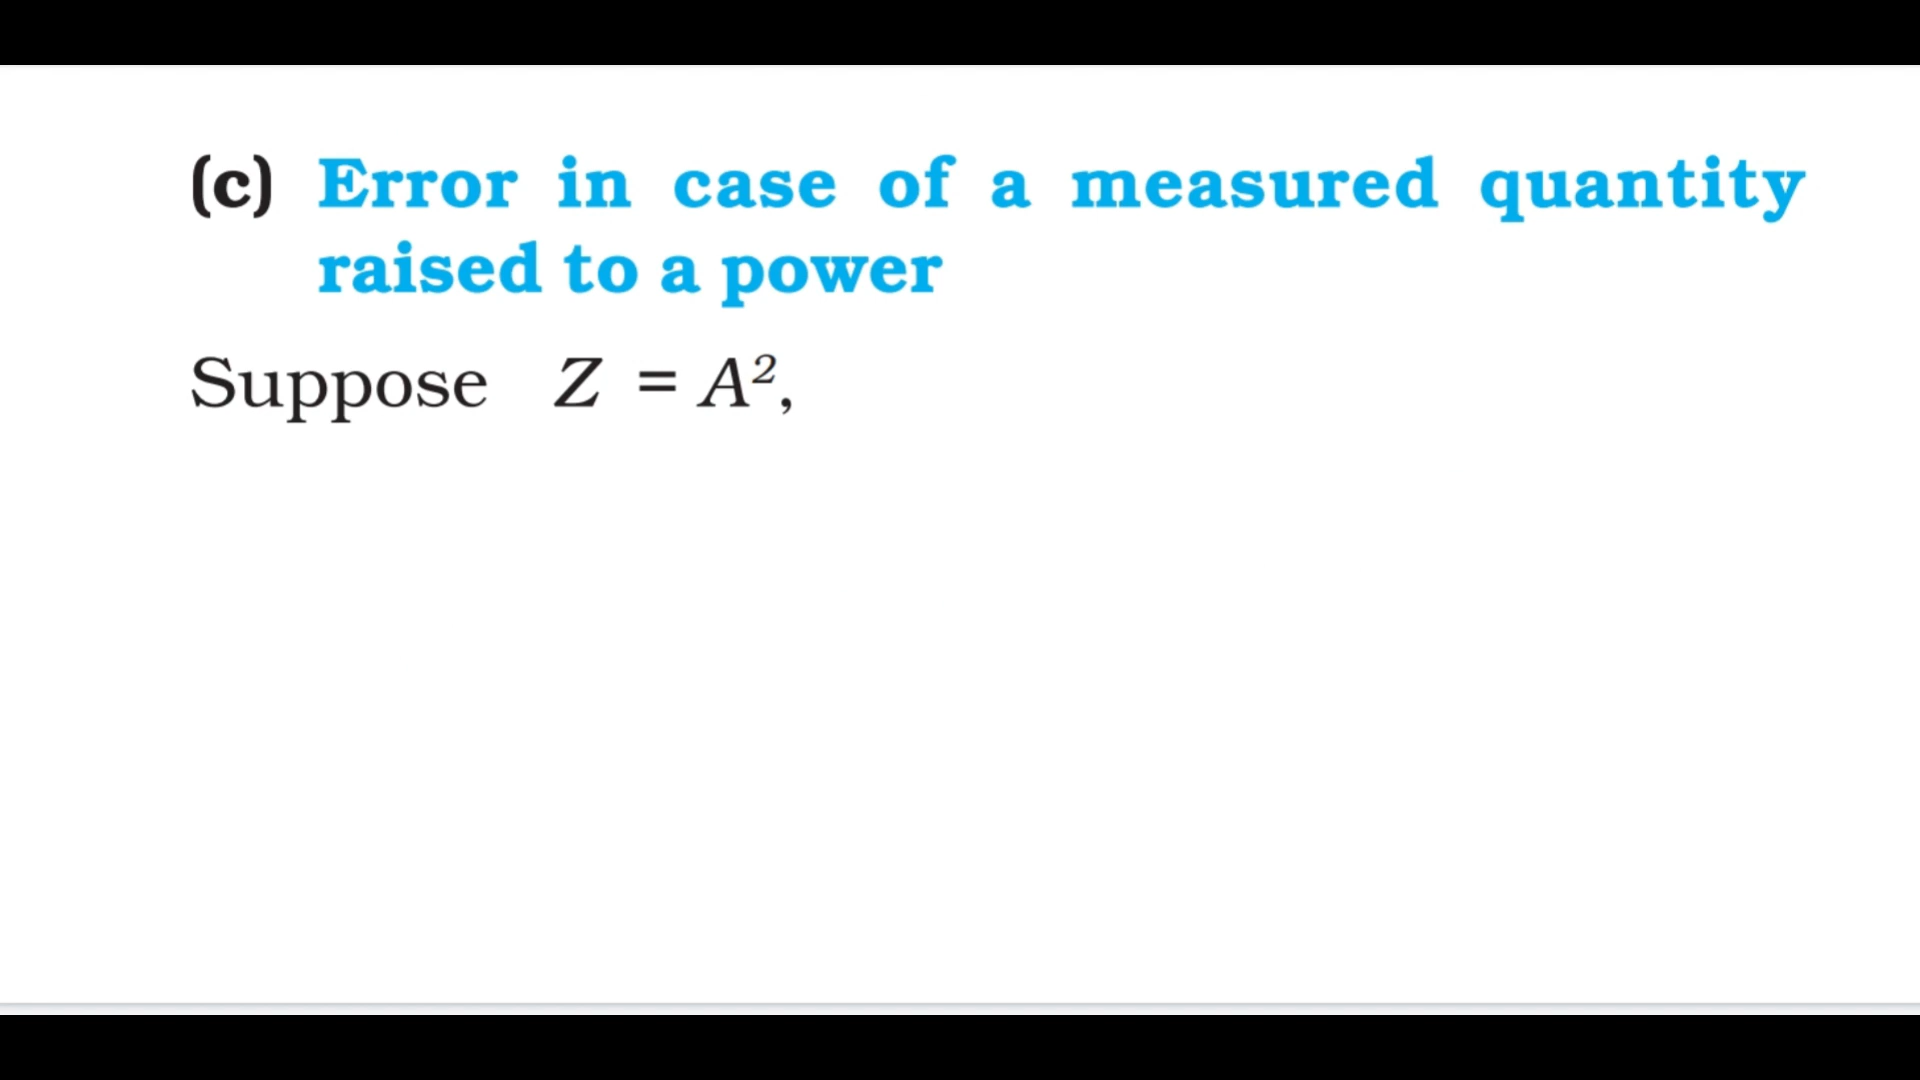 (c) Error in case of a measured quantity
raised to a power
Suppose Z = A²,